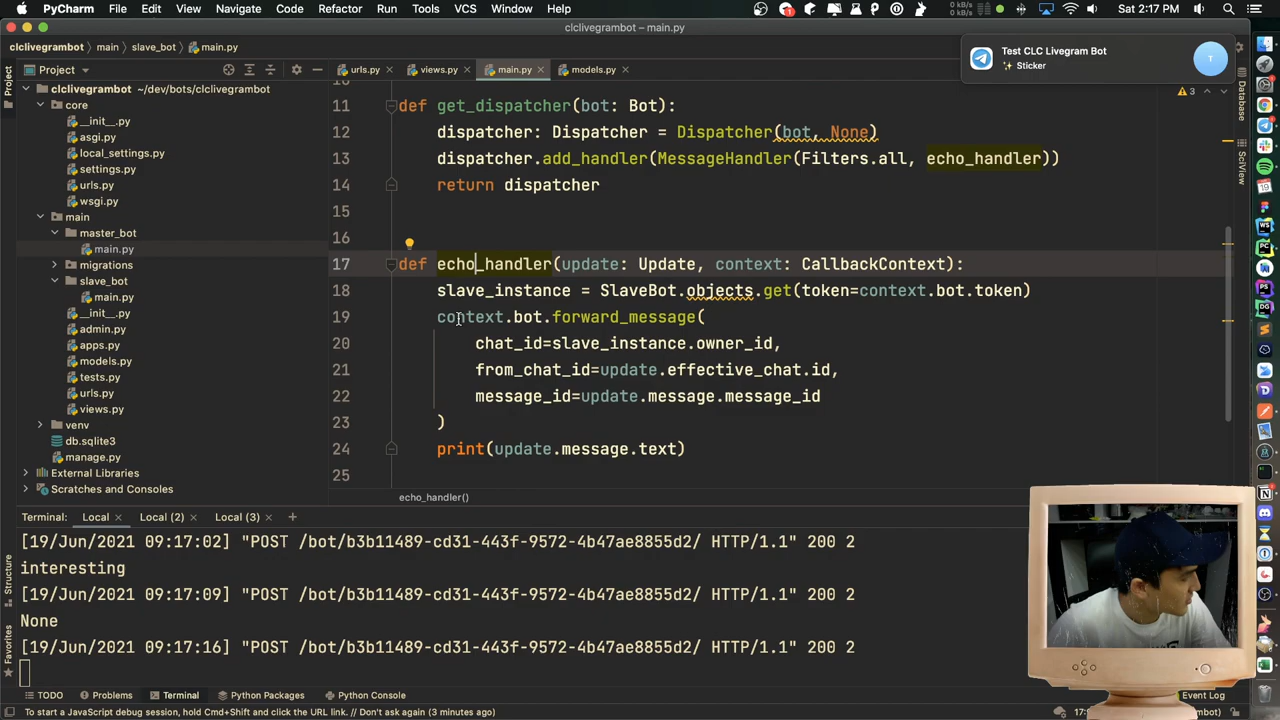 PyCharm File Edit View Navigate Code Refactor Run Tools VCS Window Help 0 kB/s 0 kB/s Sat 2:17 PM
clclivegrambot – main.py
clclivegrambot main slave_bot main.py
Test CLC Livegram Bot
✨ Sticker
T
Project urls.py views.py main.py models.py
Project
clclivegrambot ~/dev/bots/clclivegrambot
core
__init__.py
asgi.py
local_settings.py
settings.py
urls.py
wsgi.py
main
master_bot
main.py
migrations
slave_bot
main.py
__init__.py
admin.py
apps.py
models.py
tests.py
urls.py
views.py
venv
db.sqlite3
manage.py
External Libraries
Scratches and Consoles
3
Database
SciView
10
11 def get_dispatcher(bot: Bot):
12 dispatcher: Dispatcher = Dispatcher(bot, None)
13 dispatcher.add_handler(MessageHandler(Filters.all, echo_handler))
14 return dispatcher
15
16
17 def echo_handler(update: Update, context: CallbackContext):
18 slave_instance = SlaveBot.objects.get(token=context.bot.token)
19 context.bot.forward_message(
20 chat_id=slave_instance.owner_id,
21 from_chat_id=update.effective_chat.id,
22 message_id=update.message.message_id
23 )
24 print(update.message.text)
25
echo_handler()
Terminal: Local Local (2) Local (3) +
[19/Jun/2021 09:17:02] "POST /bot/b3b11489-cd31-443f-9572-4b47ae8855d2/ HTTP/1.1" 200 2
interesting
[19/Jun/2021 09:17:09] "POST /bot/b3b11489-cd31-443f-9572-4b47ae8855d2/ HTTP/1.1" 200 2
None
[19/Jun/2021 09:17:16] "POST /bot/b3b11489-cd31-443f-9572-4b47ae8855d2/ HTTP/1.1" 200 2
Structure
Favorites
TODO Problems Terminal Python Packages Python Console Event Log
To start a JavaScript debug session, hold Cmd+Shift and click the URL link. // Don't ask again (3 minutes ago)